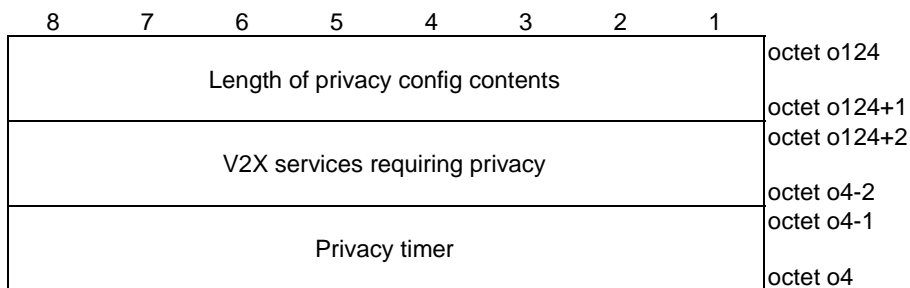 8 7 6 5 4 3 2 1
octet o124
Length of privacy config contents
octet o124+1
octet o124+2
V2X services requiring privacy
octet o4-2
octet o4-1
Privacy timer
octet o4